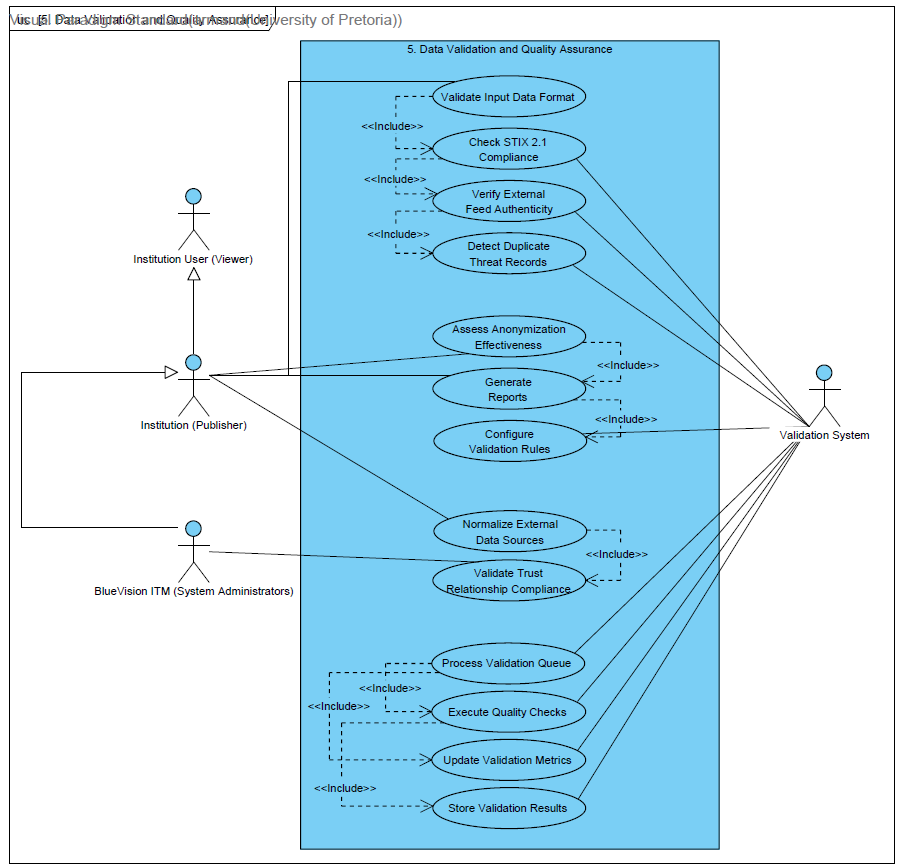 Visual Paradigm Standard(armand(University of Pretoria))
uc [5. Data Validation and Quality Assurance]
5. Data Validation and Quality Assurance
Validate Input Data Format
<<Include>>
Check STIX 2.1
Compliance
<<Include>>
Verify External
Feed Authenticity
<<Include>>
Detect Duplicate
Threat Records
Institution User (Viewer)
Assess Anonymization
Effectiveness
<<Include>>
Generate
Reports
<<Include>>
Configure
Validation Rules
Institution (Publisher)
Validation System
Normalize External
Data Sources
<<Include>>
Validate Trust
Relationship Compliance
BlueVision ITM (System Administrators)
Process Validation Queue
<<Include>>
<<Include>>
Execute Quality Checks
Update Validation Metrics
<<Include>>
Store Validation Results